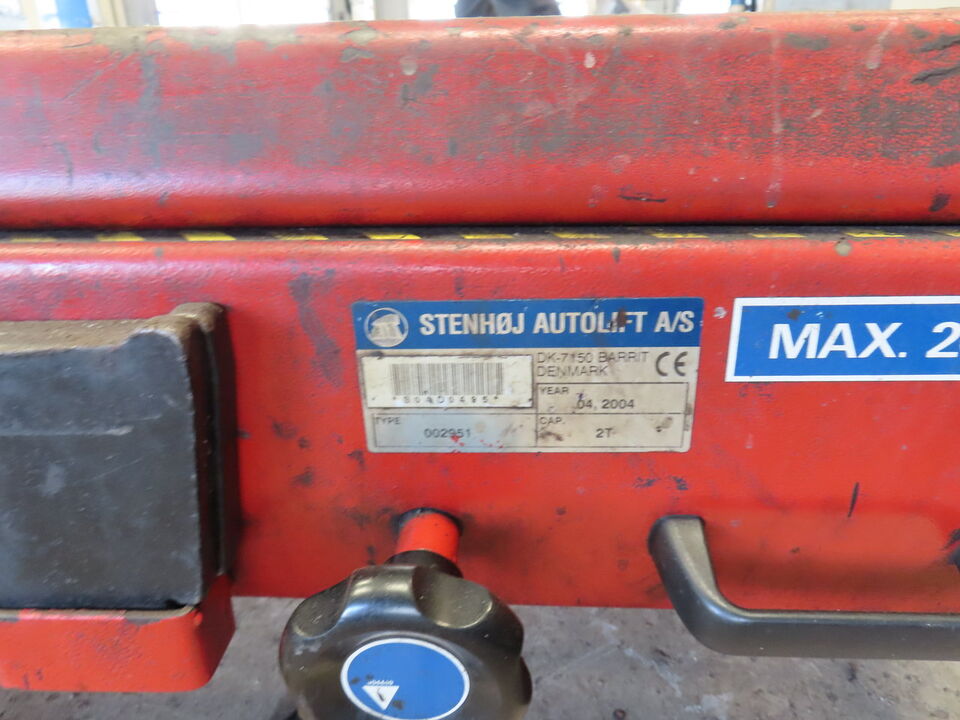 STENHØJ AUTOLIFT A/S
DK-7150 BARRIT
DENMARK
CE
YEAR
04, 2004
TYPE
002951
CAP.
2T
MAX. 2